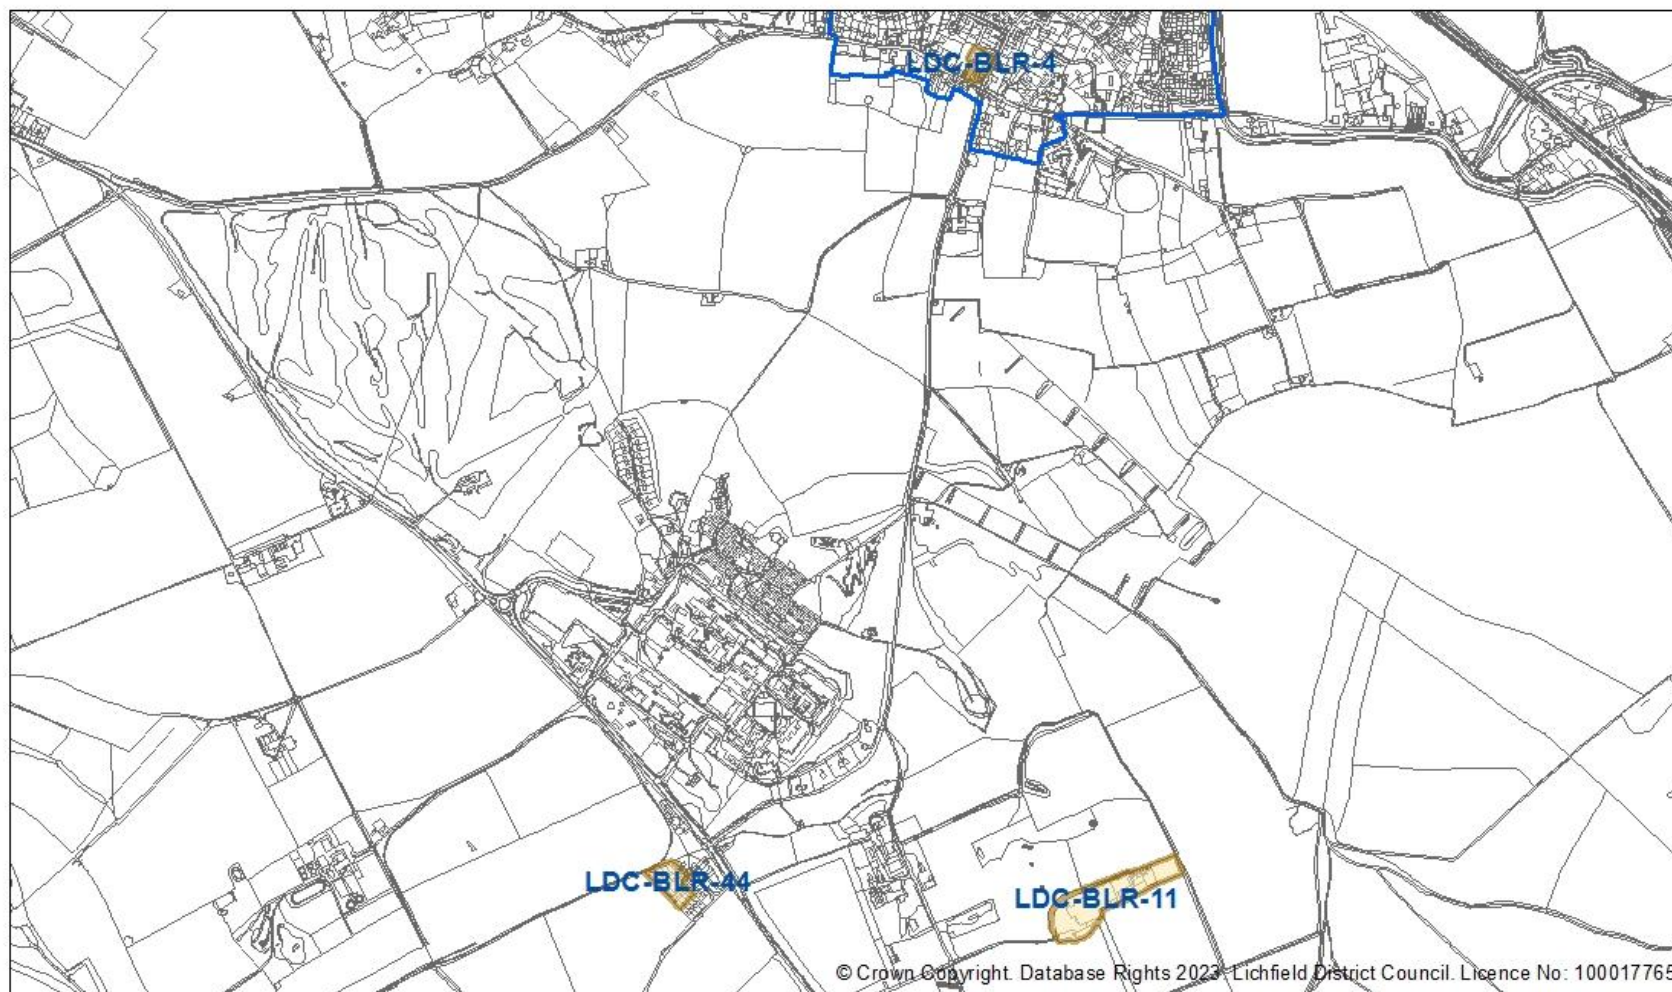 LDC-BLR-4
LDC-BLR-44
LDC-BLR-11
© Crown Copyright. Database Rights 2023. Lichfield District Council. Licence No: 100017765